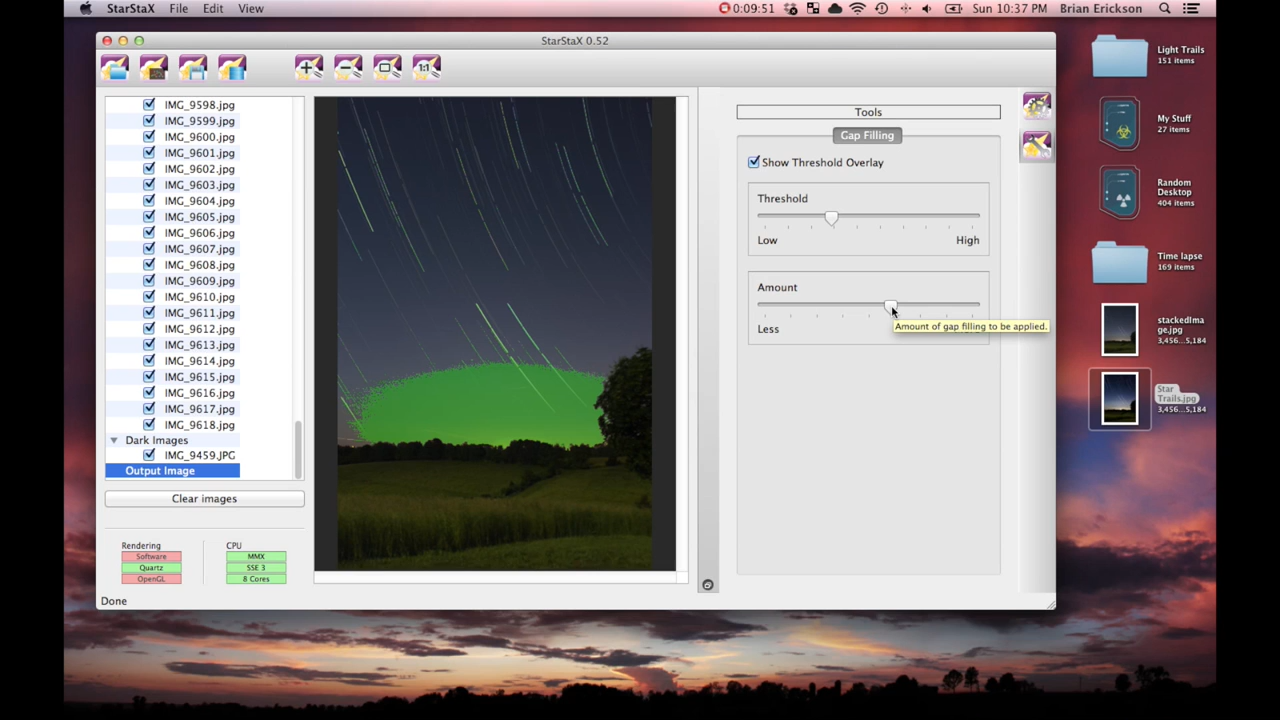 StarStaX File Edit View 0:09:51 Sun 10:37 PM Brian Erickson
StarStaX 0.52
1:1
IMG_9598.jpg
IMG_9599.jpg
IMG_9600.jpg
IMG_9601.jpg
IMG_9602.jpg
IMG_9603.jpg
IMG_9604.jpg
IMG_9605.jpg
IMG_9606.jpg
IMG_9607.jpg
IMG_9608.jpg
IMG_9609.jpg
IMG_9610.jpg
IMG_9611.jpg
IMG_9612.jpg
IMG_9613.jpg
IMG_9614.jpg
IMG_9615.jpg
IMG_9616.jpg
IMG_9617.jpg
IMG_9618.jpg
Dark Images
IMG_9459.JPG
Output Image
Clear images
Rendering
Software
Quartz
OpenGL
CPU
MMX
SSE 3
8 Cores
Done
Tools
Gap Filling
Show Threshold Overlay
Threshold
Low High
Amount
Less
Amount of gap filling to be applied.
Light Trails
151 items
My Stuff
27 items
Random
Desktop
404 items
Time lapse
169 items
stackedIma
ge.jpg
3,456...5,184
Star
Trails.jpg
3,456...5,184